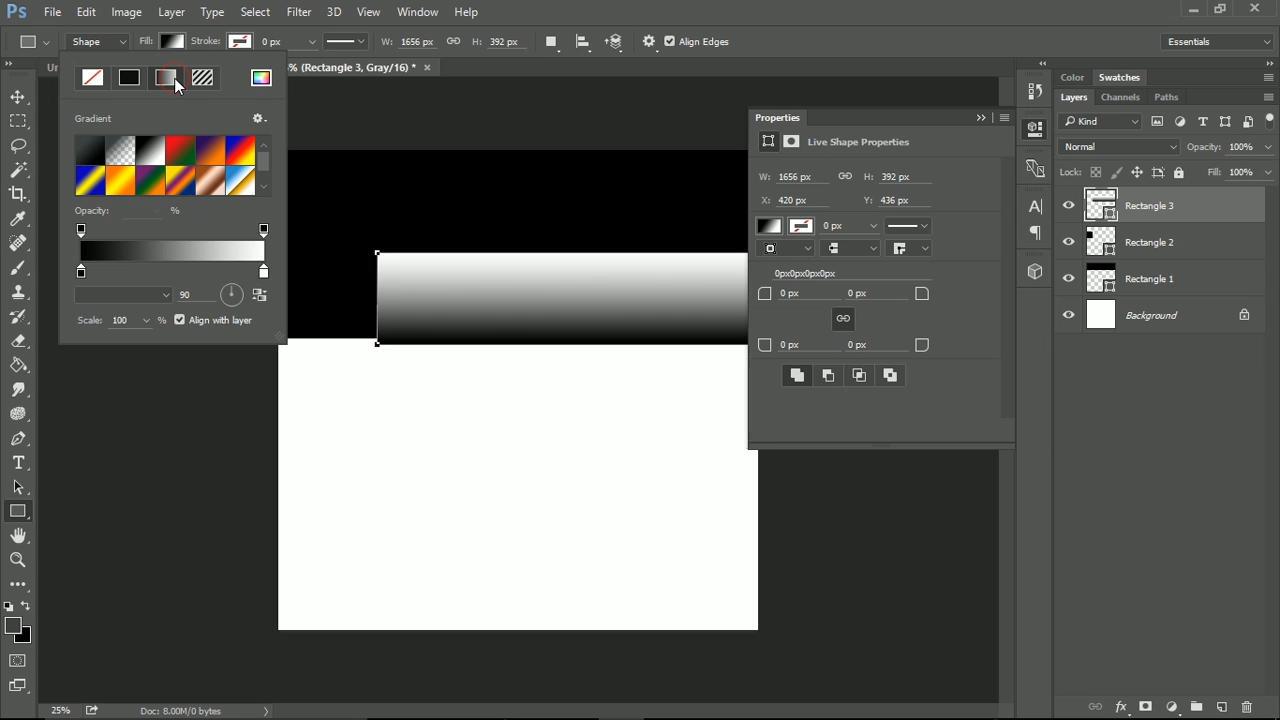 Ps File Edit Image Layer Type Select Filter 3D View Window Help
Shape Fill: Stroke: 0 px W: 1656 px H: 392 px Align Edges Essentials
% (Rectangle 3, Gray/16) * ×
Gradient
Opacity: %
90
Scale: 100 % Align with layer
Properties
Live Shape Properties
W: 1656 px H: 392 px
X: 420 px Y: 436 px
0 px
0px0px0px0px
0 px 0 px
0 px 0 px
Color Swatches
Layers Channels Paths
Kind
Normal Opacity: 100%
Lock: Fill: 100%
Rectangle 3
Rectangle 2
Rectangle 1
Background
25% Doc: 8.00M/0 bytes